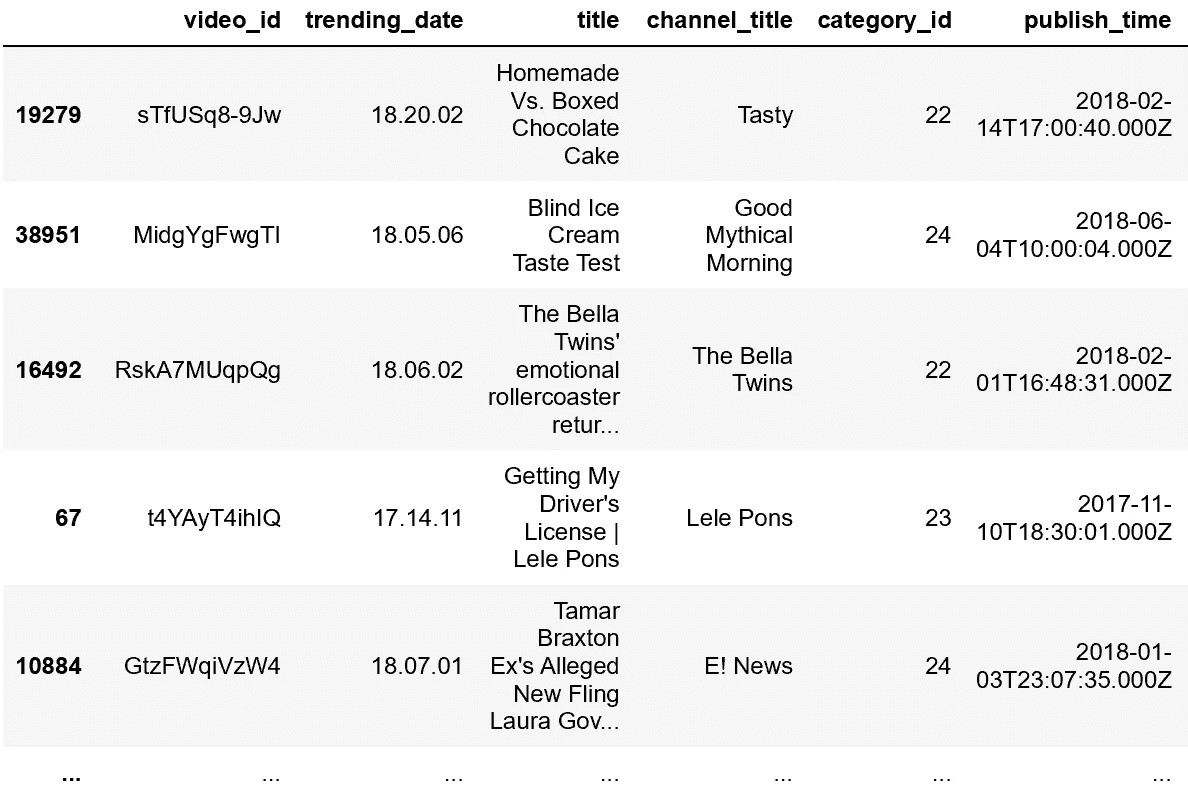 video_id trending_date title channel_title category_id publish_time
19279 sTfUSq8-9Jw 18.20.02 Homemade Vs. Boxed Chocolate Cake Tasty 22 2018-02-14T17:00:40.000Z
38951 MidgYgFwgTI 18.05.06 Blind Ice Cream Taste Test Good Mythical Morning 24 2018-06-04T10:00:04.000Z
16492 RskA7MUqpQg 18.06.02 The Bella Twins' emotional rollercoaster retur... The Bella Twins 22 2018-02-01T16:48:31.000Z
67 t4YAyT4ihIQ 17.14.11 Getting My Driver's License | Lele Pons Lele Pons 23 2017-11-10T18:30:01.000Z
10884 GtzFWqiVzW4 18.07.01 Tamar Braxton Ex's Alleged New Fling Laura Gov... E! News 24 2018-01-03T23:07:35.000Z
... ... ... ... ... ... ...